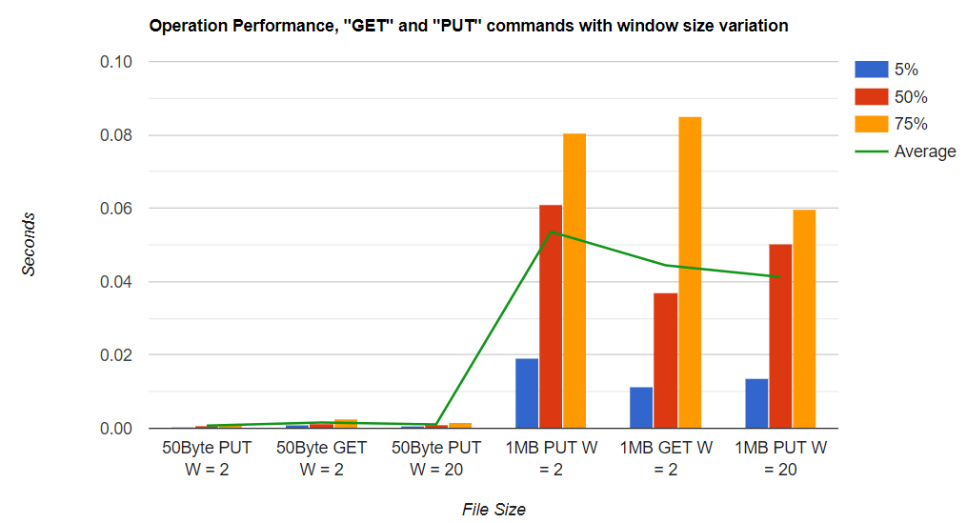 Operation Performance, "GET" and "PUT" commands with window size variation
0.10
0.08
0.06
0.04
0.02
0.00
Seconds
5%
50%
75%
Average
50Byte PUT
W = 2
50Byte GET
W = 2
50Byte PUT
W = 20
1MB PUT W
= 2
1MB GET W
= 2
1MB PUT W
= 20
File Size